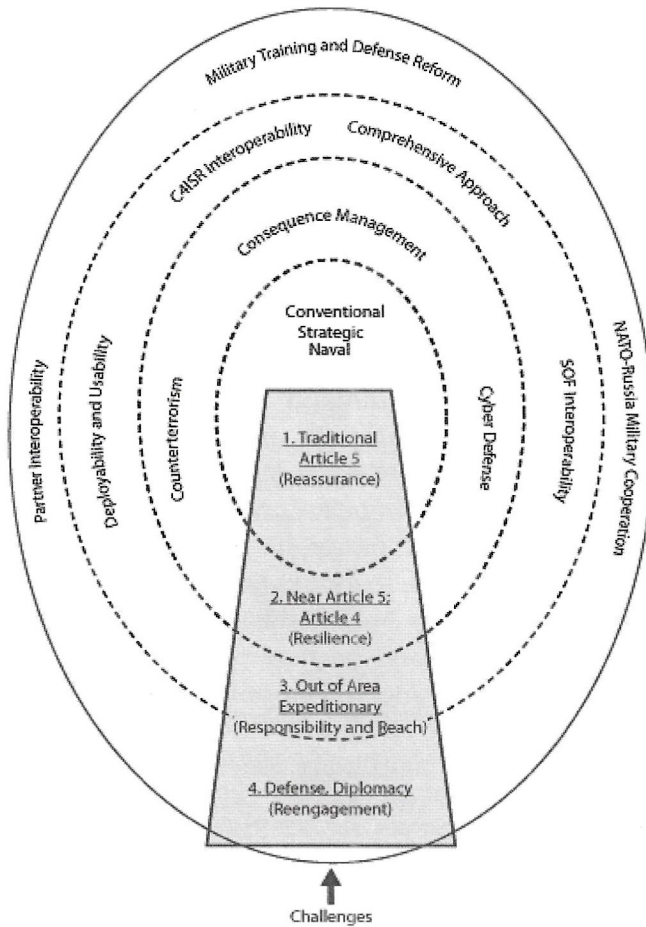 Military Training and Defense Reform
C4ISR Interoperability
Comprehensive Approach
Consequence Management
Conventional
Strategic
Naval
Partner Interoperability
Deployability and Usability
Counterterrorism
Cyber Defense
SOF Interoperability
NATO-Russia Military Cooperation
1. Traditional
Article 5
(Reassurance)
2. Near Article 5;
Article 4
(Resilience)
3. Out of Area
Expeditionary
(Responsibility and Reach)
4. Defense, Diplomacy
(Reengagement)
Challenges